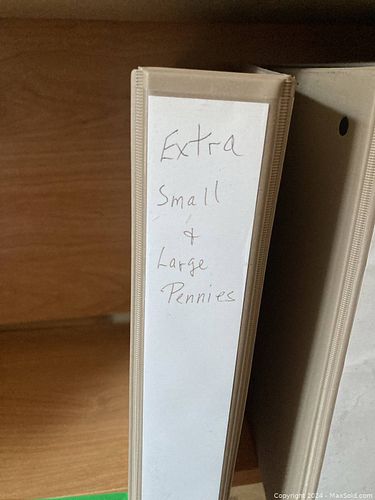 Extra
Small
&
Large
Pennies
Copyright 2024 - MaxSold.com